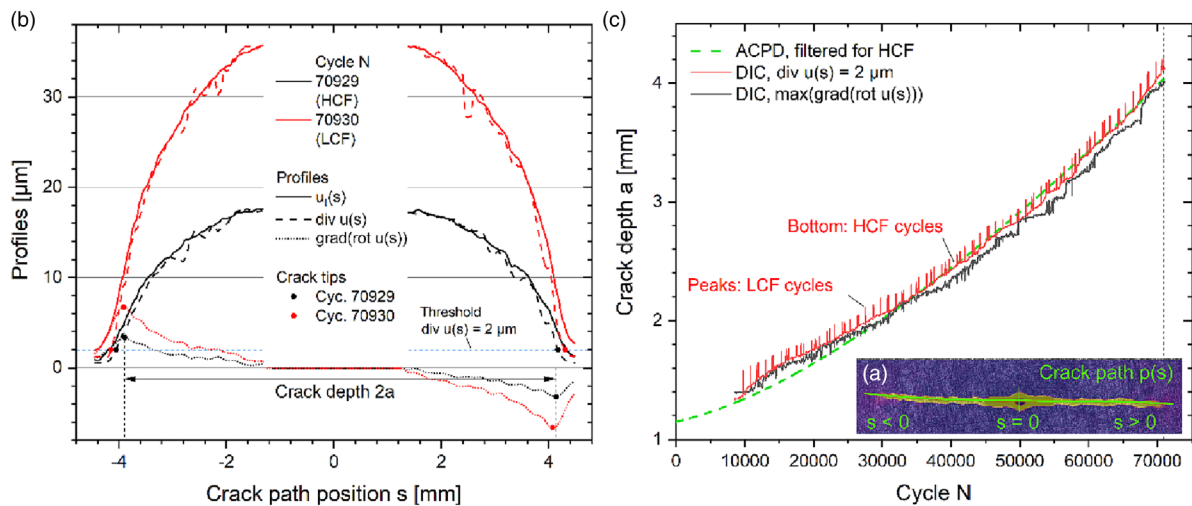 (b)
Profiles [µm]
30
20
10
0
-4
-2
0
2
4
Crack path position s [mm]
Cycle N
70929
(HCF)
70930
(LCF)
Profiles
uᵢ(s)
div u(s)
grad(rot u(s))
Crack tips
Cyc. 70929
Cyc. 70930
Threshold
div u(s) = 2 µm
Crack depth 2a
(c)
Crack depth a [mm]
4
3
2
1
0
10000
20000
30000
40000
50000
60000
70000
Cycle N
ACPD, filtered for HCF
DIC, div u(s) = 2 µm
DIC, max(grad(rot u(s)))
Bottom: HCF cycles
Peaks: LCF cycles
(a)
Crack path p(s)
s < 0
s = 0
s > 0